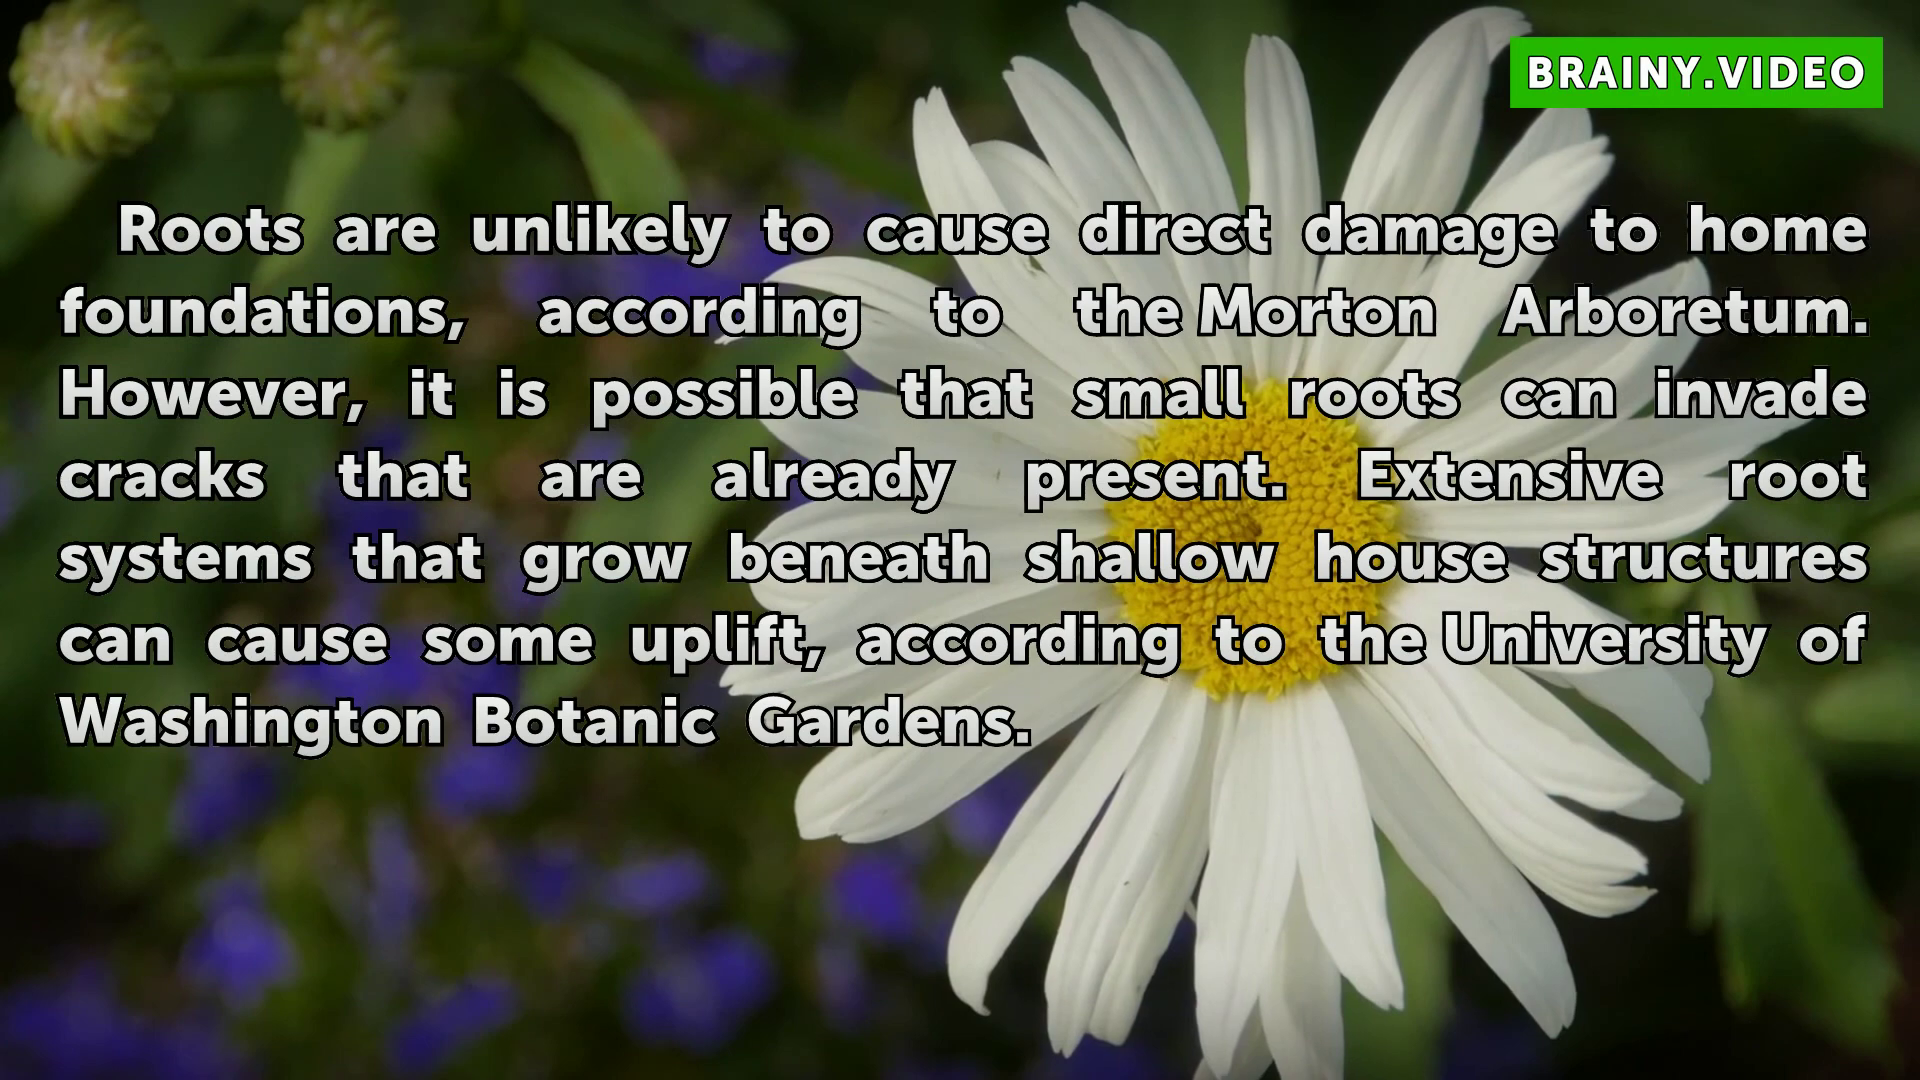 BRAINY.VIDEO
Roots are unlikely to cause direct damage to home
foundations, according to the Morton Arboretum.
However, it is possible that small roots can invade
cracks that are already present. Extensive root
systems that grow beneath shallow house structures
can cause some uplift, according to the University of
Washington Botanic Gardens.